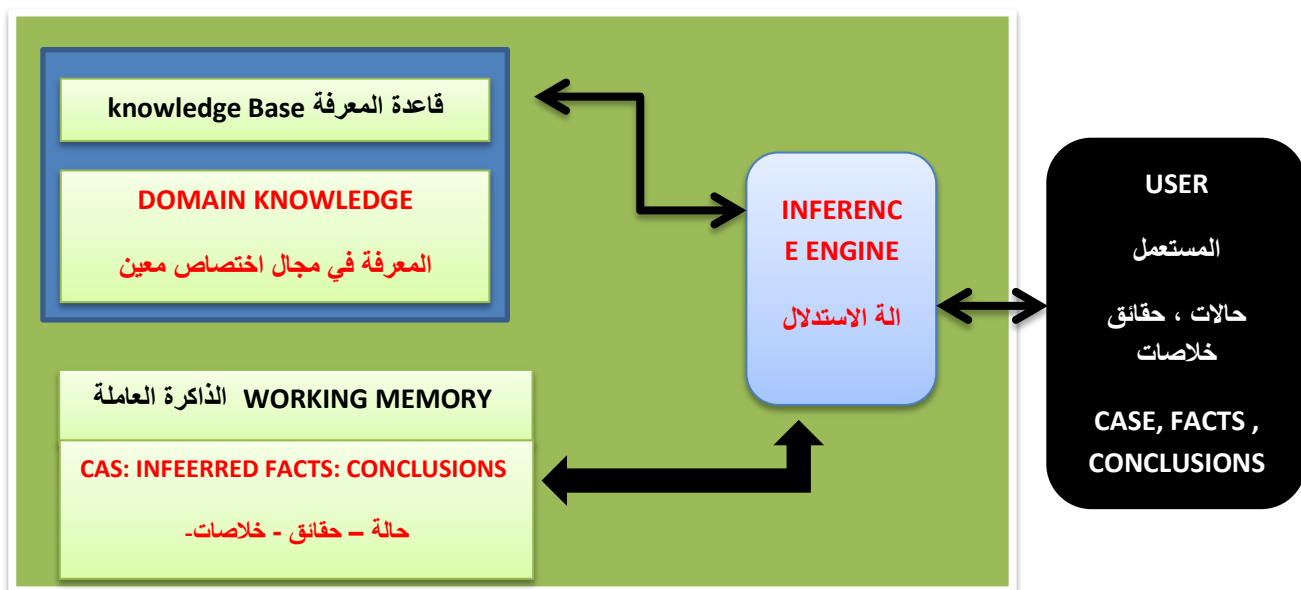 قاعدة المعرفة knowledge Base
DOMAIN KNOWLEDGE
المعرفة في مجال اختصاص معين
WORKING MEMORY الذاكرة العاملة
CAS: INFEERRED FACTS: CONCLUSIONS
حالة – حقائق - خلاصات-
INFERENC
E ENGINE
الة الاستدلال
USER
المستعمل
حالات ، حقائق
خلاصات
CASE, FACTS ,
CONCLUSIONS